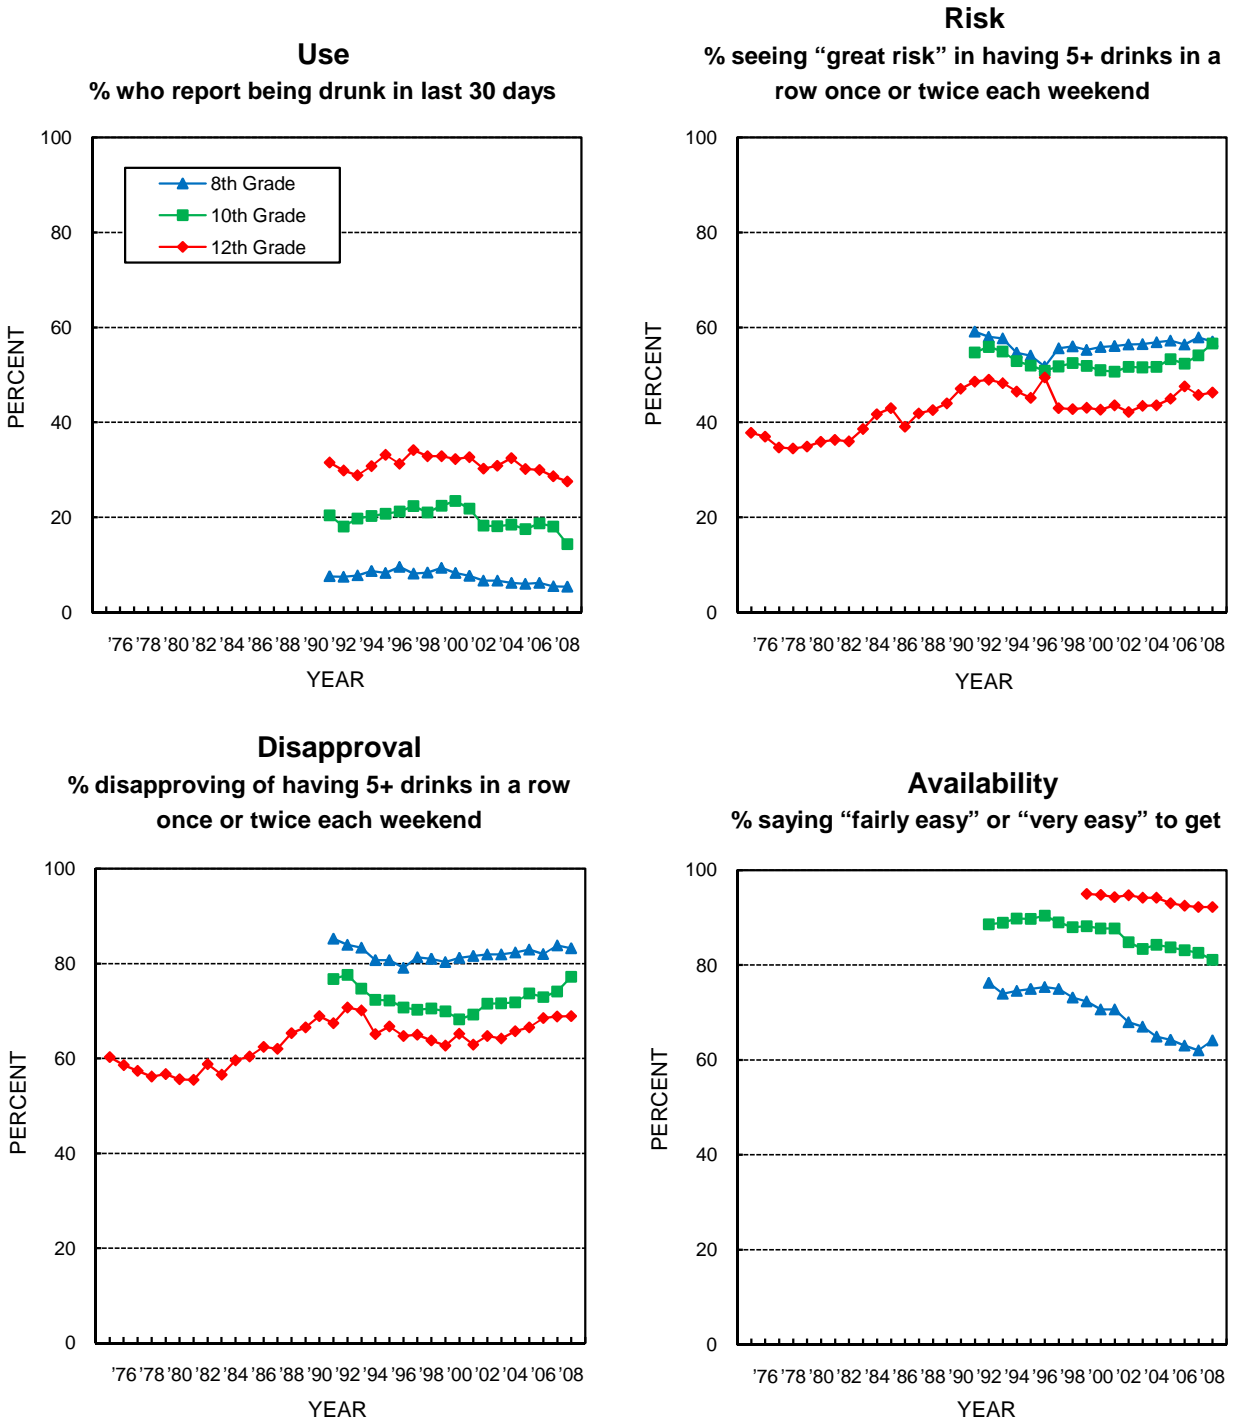 Use
% who report being drunk in last 30 days
100
80
60
40
20
0
PERCENT
8th Grade
10th Grade
12th Grade
’76 ’78 ’80 ’82 ’84 ’86 ’88 ’90 ’92 ’94 ’96 ’98 ’00 ’02 ’04 ’06 ’08
YEAR
Risk
% seeing “great risk” in having 5+ drinks in a
row once or twice each weekend
100
80
60
40
20
0
PERCENT
’76 ’78 ’80 ’82 ’84 ’86 ’88 ’90 ’92 ’94 ’96 ’98 ’00 ’02 ’04 ’06 ’08
YEAR
Disapproval
% disapproving of having 5+ drinks in a row
once or twice each weekend
100
80
60
40
20
0
PERCENT
’76 ’78 ’80 ’82 ’84 ’86 ’88 ’90 ’92 ’94 ’96 ’98 ’00 ’02 ’04 ’06 ’08
YEAR
Availability
% saying “fairly easy” or “very easy” to get
100
80
60
40
20
0
PERCENT
’76 ’78 ’80 ’82 ’84 ’86 ’88 ’90 ’92 ’94 ’96 ’98 ’00 ’02 ’04 ’06 ’08
YEAR